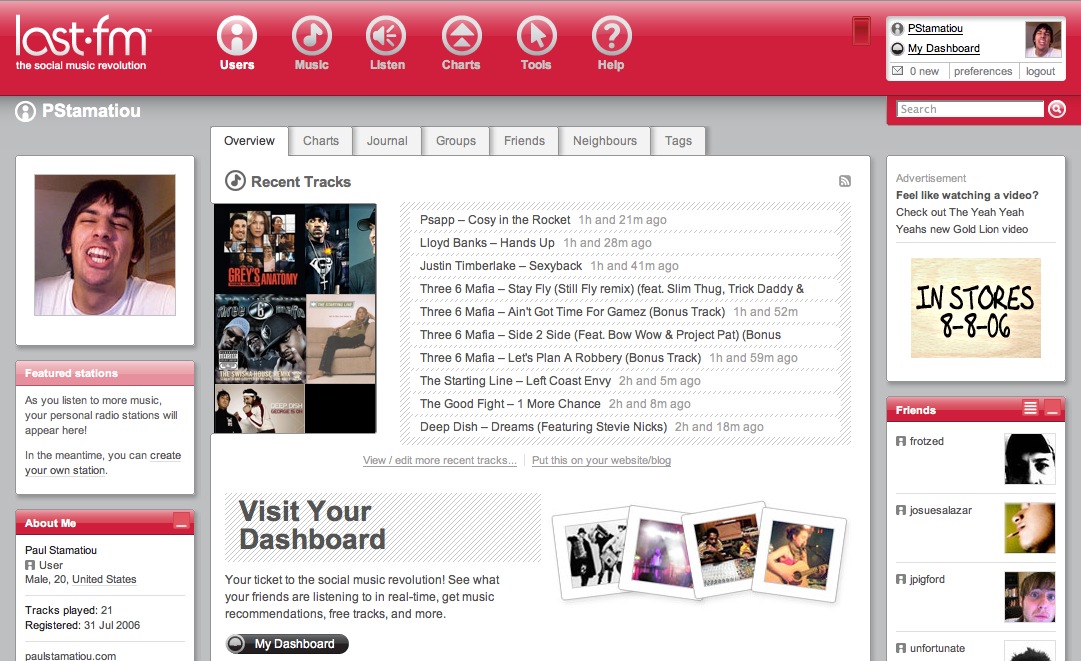 last.fm
the social music revolution
Users
Music
Listen
Charts
Tools
Help
PStamatiou
My Dashboard
0 new
preferences
logout
PStamatiou
Search
Overview
Charts
Journal
Groups
Friends
Neighbours
Tags
Featured stations
As you listen to more music,
your personal radio stations will
appear here!
In the meantime, you can create
your own station.
About Me
Paul Stamatiou
User
Male, 20, United States
Tracks played: 21
Registered: 31 Jul 2006
paulstamatiou.com
Recent Tracks
GREY'S ANATOMY
three 6 mafia
THE STARTING LINE
DEEP DISH
GEORGE IS ON
Psapp – Cosy in the Rocket 1h and 21m ago
Lloyd Banks – Hands Up 1h and 28m ago
Justin Timberlake – Sexyback 1h and 41m ago
Three 6 Mafia – Stay Fly (Still Fly remix) (feat. Slim Thug, Trick Daddy &
Three 6 Mafia – Ain't Got Time For Gamez (Bonus Track) 1h and 52m
Three 6 Mafia – Side 2 Side (Feat. Bow Wow & Project Pat) (Bonus
Three 6 Mafia – Let's Plan A Robbery (Bonus Track) 1h and 59m ago
The Starting Line – Left Coast Envy 2h and 5m ago
The Good Fight – 1 More Chance 2h and 8m ago
Deep Dish – Dreams (Featuring Stevie Nicks) 2h and 18m ago
View / edit more recent tracks...
Put this on your website/blog
Visit Your
Dashboard
Your ticket to the social music revolution! See what
your friends are listening to in real-time, get music
recommendations, free tracks, and more.
My Dashboard
Advertisement
Feel like watching a video?
Check out The Yeah Yeah
Yeahs new Gold Lion video
IN STORES
8-8-06
Friends
frotzed
josuesalazar
jpigford
unfortunate